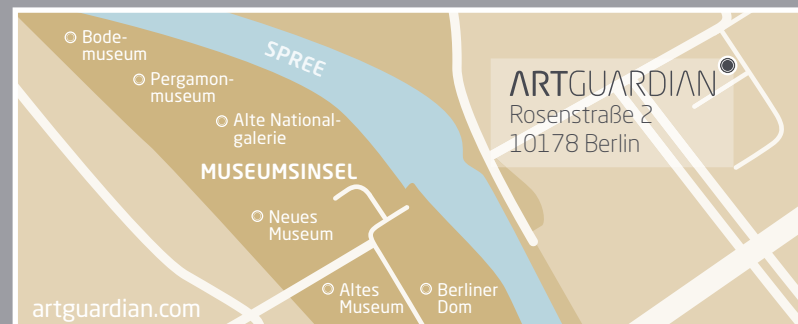 Bode-
museum
SPREE
Pergamon-
museum
ARTGUARDIAN
Rosenstraße 2
10178 Berlin
Alte National-
galerie
MUSEUMSINSEL
Neues
Museum
Altes
Museum
Berliner
Dom
artguardian.com